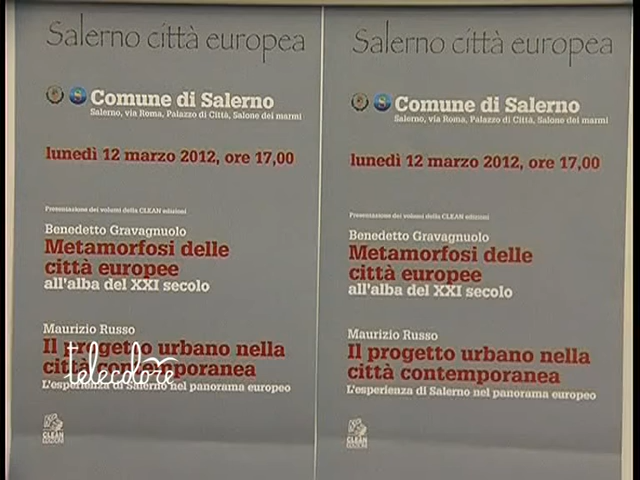 Salerno città europea
Comune di Salerno
Salerno, via Roma, Palazzo di Città, Salone dei marmi
lunedì 12 marzo 2012, ore 17,00
Presentazione dei volumi della CLEAN edizioni
Benedetto Gravagnuolo
Metamorfosi delle
città europee
all'alba del XXI secolo
Maurizio Russo
Il progetto urbano nella
città contemporanea
L'esperienza di Salerno nel panorama europeo
CLEAN
EDIZIONI
telecolore
Salerno città europea
Comune di Salerno
Salerno, via Roma, Palazzo di Città, Salone dei marmi
lunedì 12 marzo 2012, ore 17,00
Presentazione dei volumi della CLEAN edizioni
Benedetto Gravagnuolo
Metamorfosi delle
città europee
all'alba del XXI secolo
Maurizio Russo
Il progetto urbano nella
città contemporanea
L'esperienza di Salerno nel panorama europeo
CLEAN
EDIZIONI